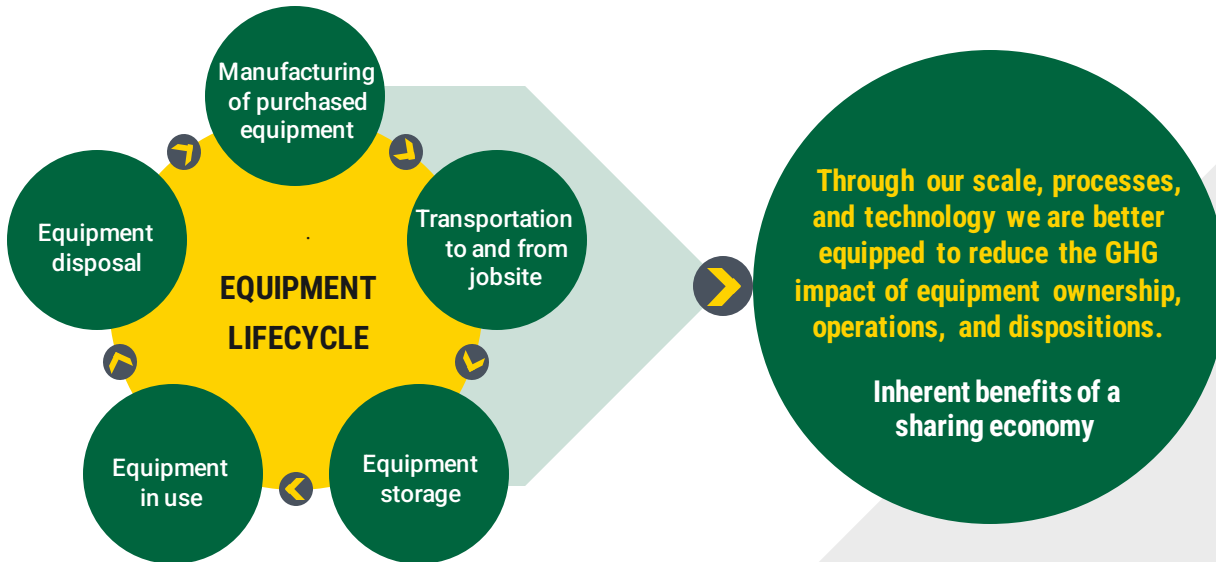 Manufacturing
of purchased
equipment
Transportation
to and from
jobsite
Equipment
storage
Equipment
in use
Equipment
disposal
EQUIPMENT
LIFECYCLE
Through our scale, processes,
and technology we are better
equipped to reduce the GHG
impact of equipment ownership,
operations, and dispositions.
Inherent benefits of a
sharing economy